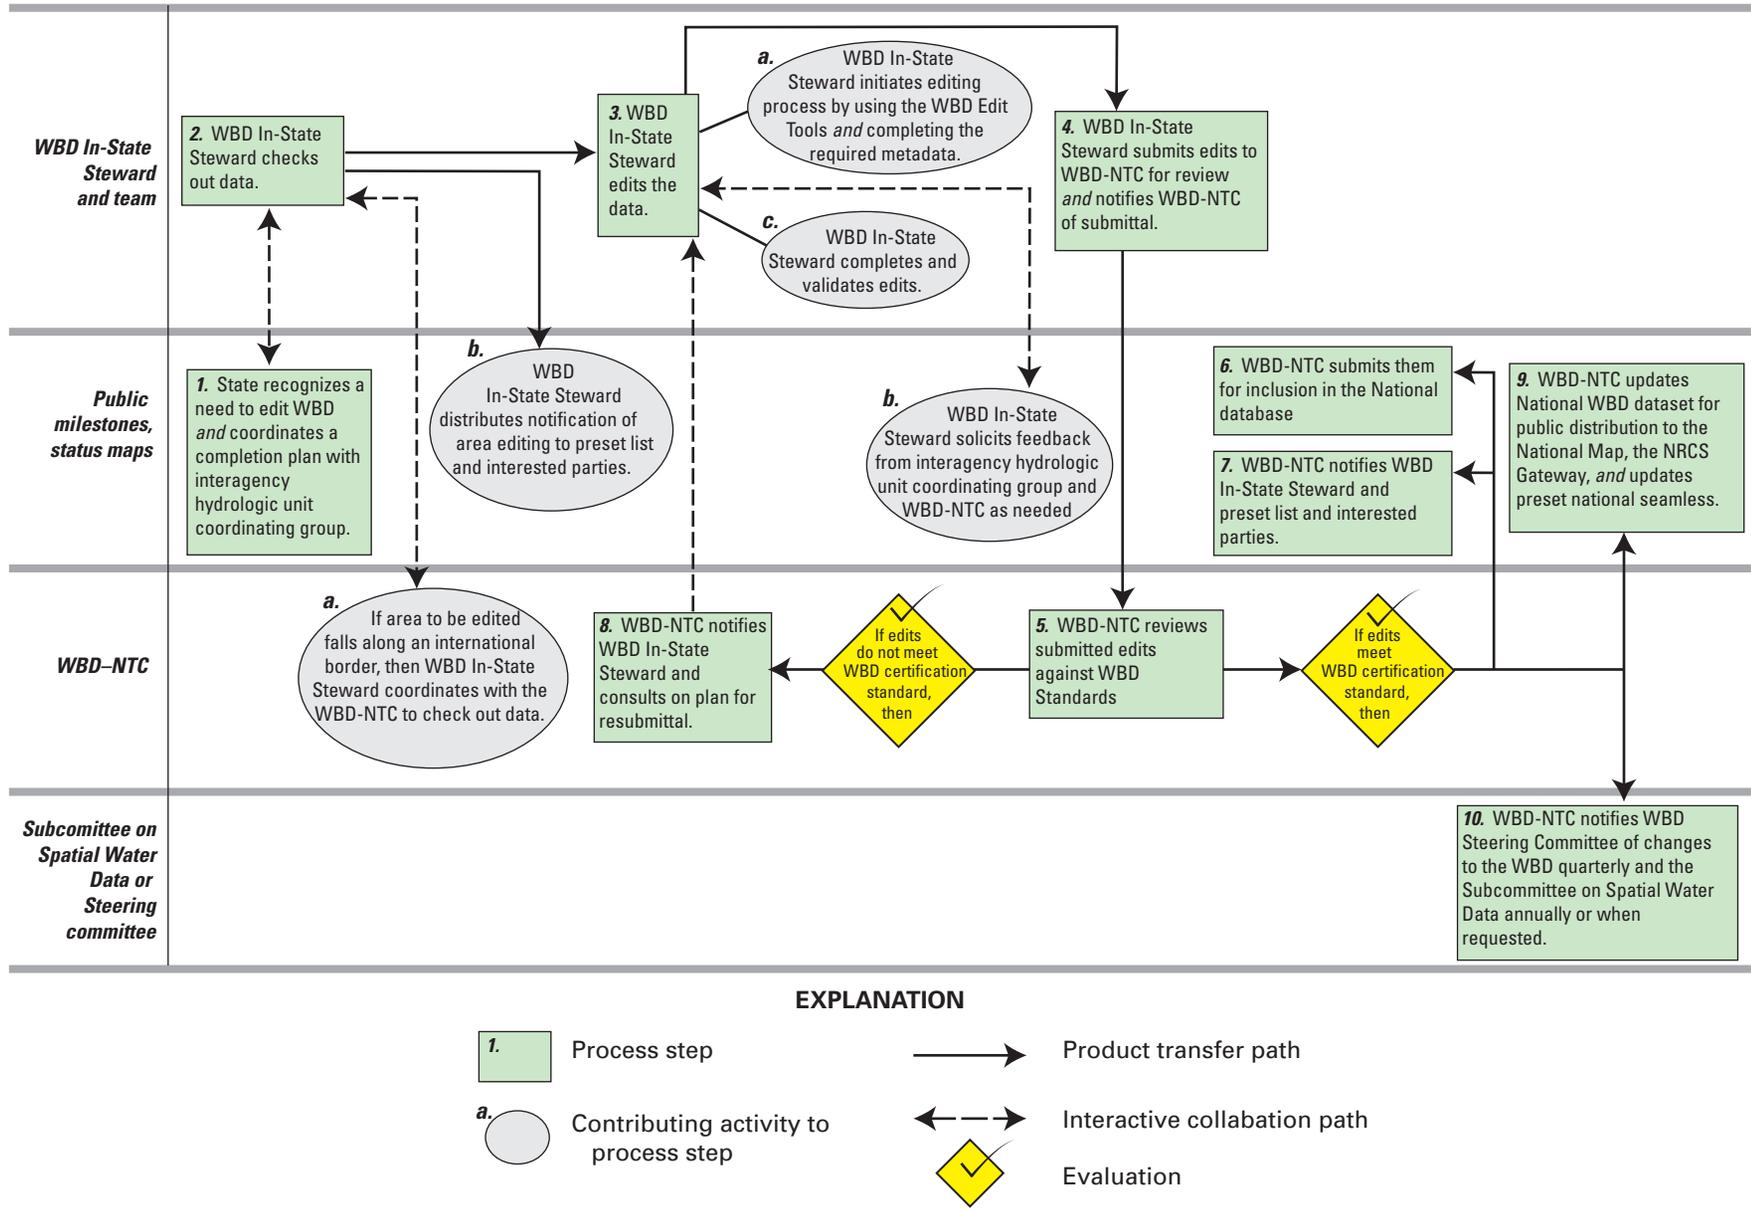 WBD In-State
Steward
and team
2. WBD In-State
Steward checks
out data.
3. WBD
In-State
Steward
edits the
data.
a.
WBD In-State
Steward initiates editing
process by using the WBD Edit
Tools and completing the
required metadata.
c.
WBD In-State
Steward completes and
validates edits.
4. WBD In-State
Steward submits edits to
WBD-NTC for review
and notifies WBD-NTC
of submittal.
Public
milestones,
status maps
1. State recognizes a
need to edit WBD
and coordinates a
completion plan with
interagency
hydrologic unit
coordinating group.
b.
WBD
In-State Steward
distributes notification of
area editing to preset list
and interested parties.
b.
WBD In-State
Steward solicits feedback
from interagency hydrologic
unit coordinating group and
WBD-NTC as needed
6. WBD-NTC submits them
for inclusion in the National
database
7. WBD-NTC notifies WBD
In-State Steward and
preset list and interested
parties.
9. WBD-NTC updates
National WBD dataset for
public distribution to the
National Map, the NRCS
Gateway, and updates
preset national seamless.
WBD–NTC
a.
If area to be edited
falls along an international
border, then WBD In-State
Steward coordinates with the
WBD-NTC to check out data.
8. WBD-NTC notifies
WBD In-State
Steward and
consults on plan for
resubmittal.
If edits
do not meet
WBD certification
standard,
then
5. WBD-NTC reviews
submitted edits
against WBD
Standards
If edits
meet
WBD certification
standard,
then
Subcomittee on
Spatial Water
Data or
Steering
committee
10. WBD-NTC notifies WBD
Steering Committee of changes
to the WBD quarterly and the
Subcommittee on Spatial Water
Data annually or when
requested.
EXPLANATION
1.
Process step
Product transfer path
a.
Contributing activity to
process step
Interactive collabation path
Evaluation